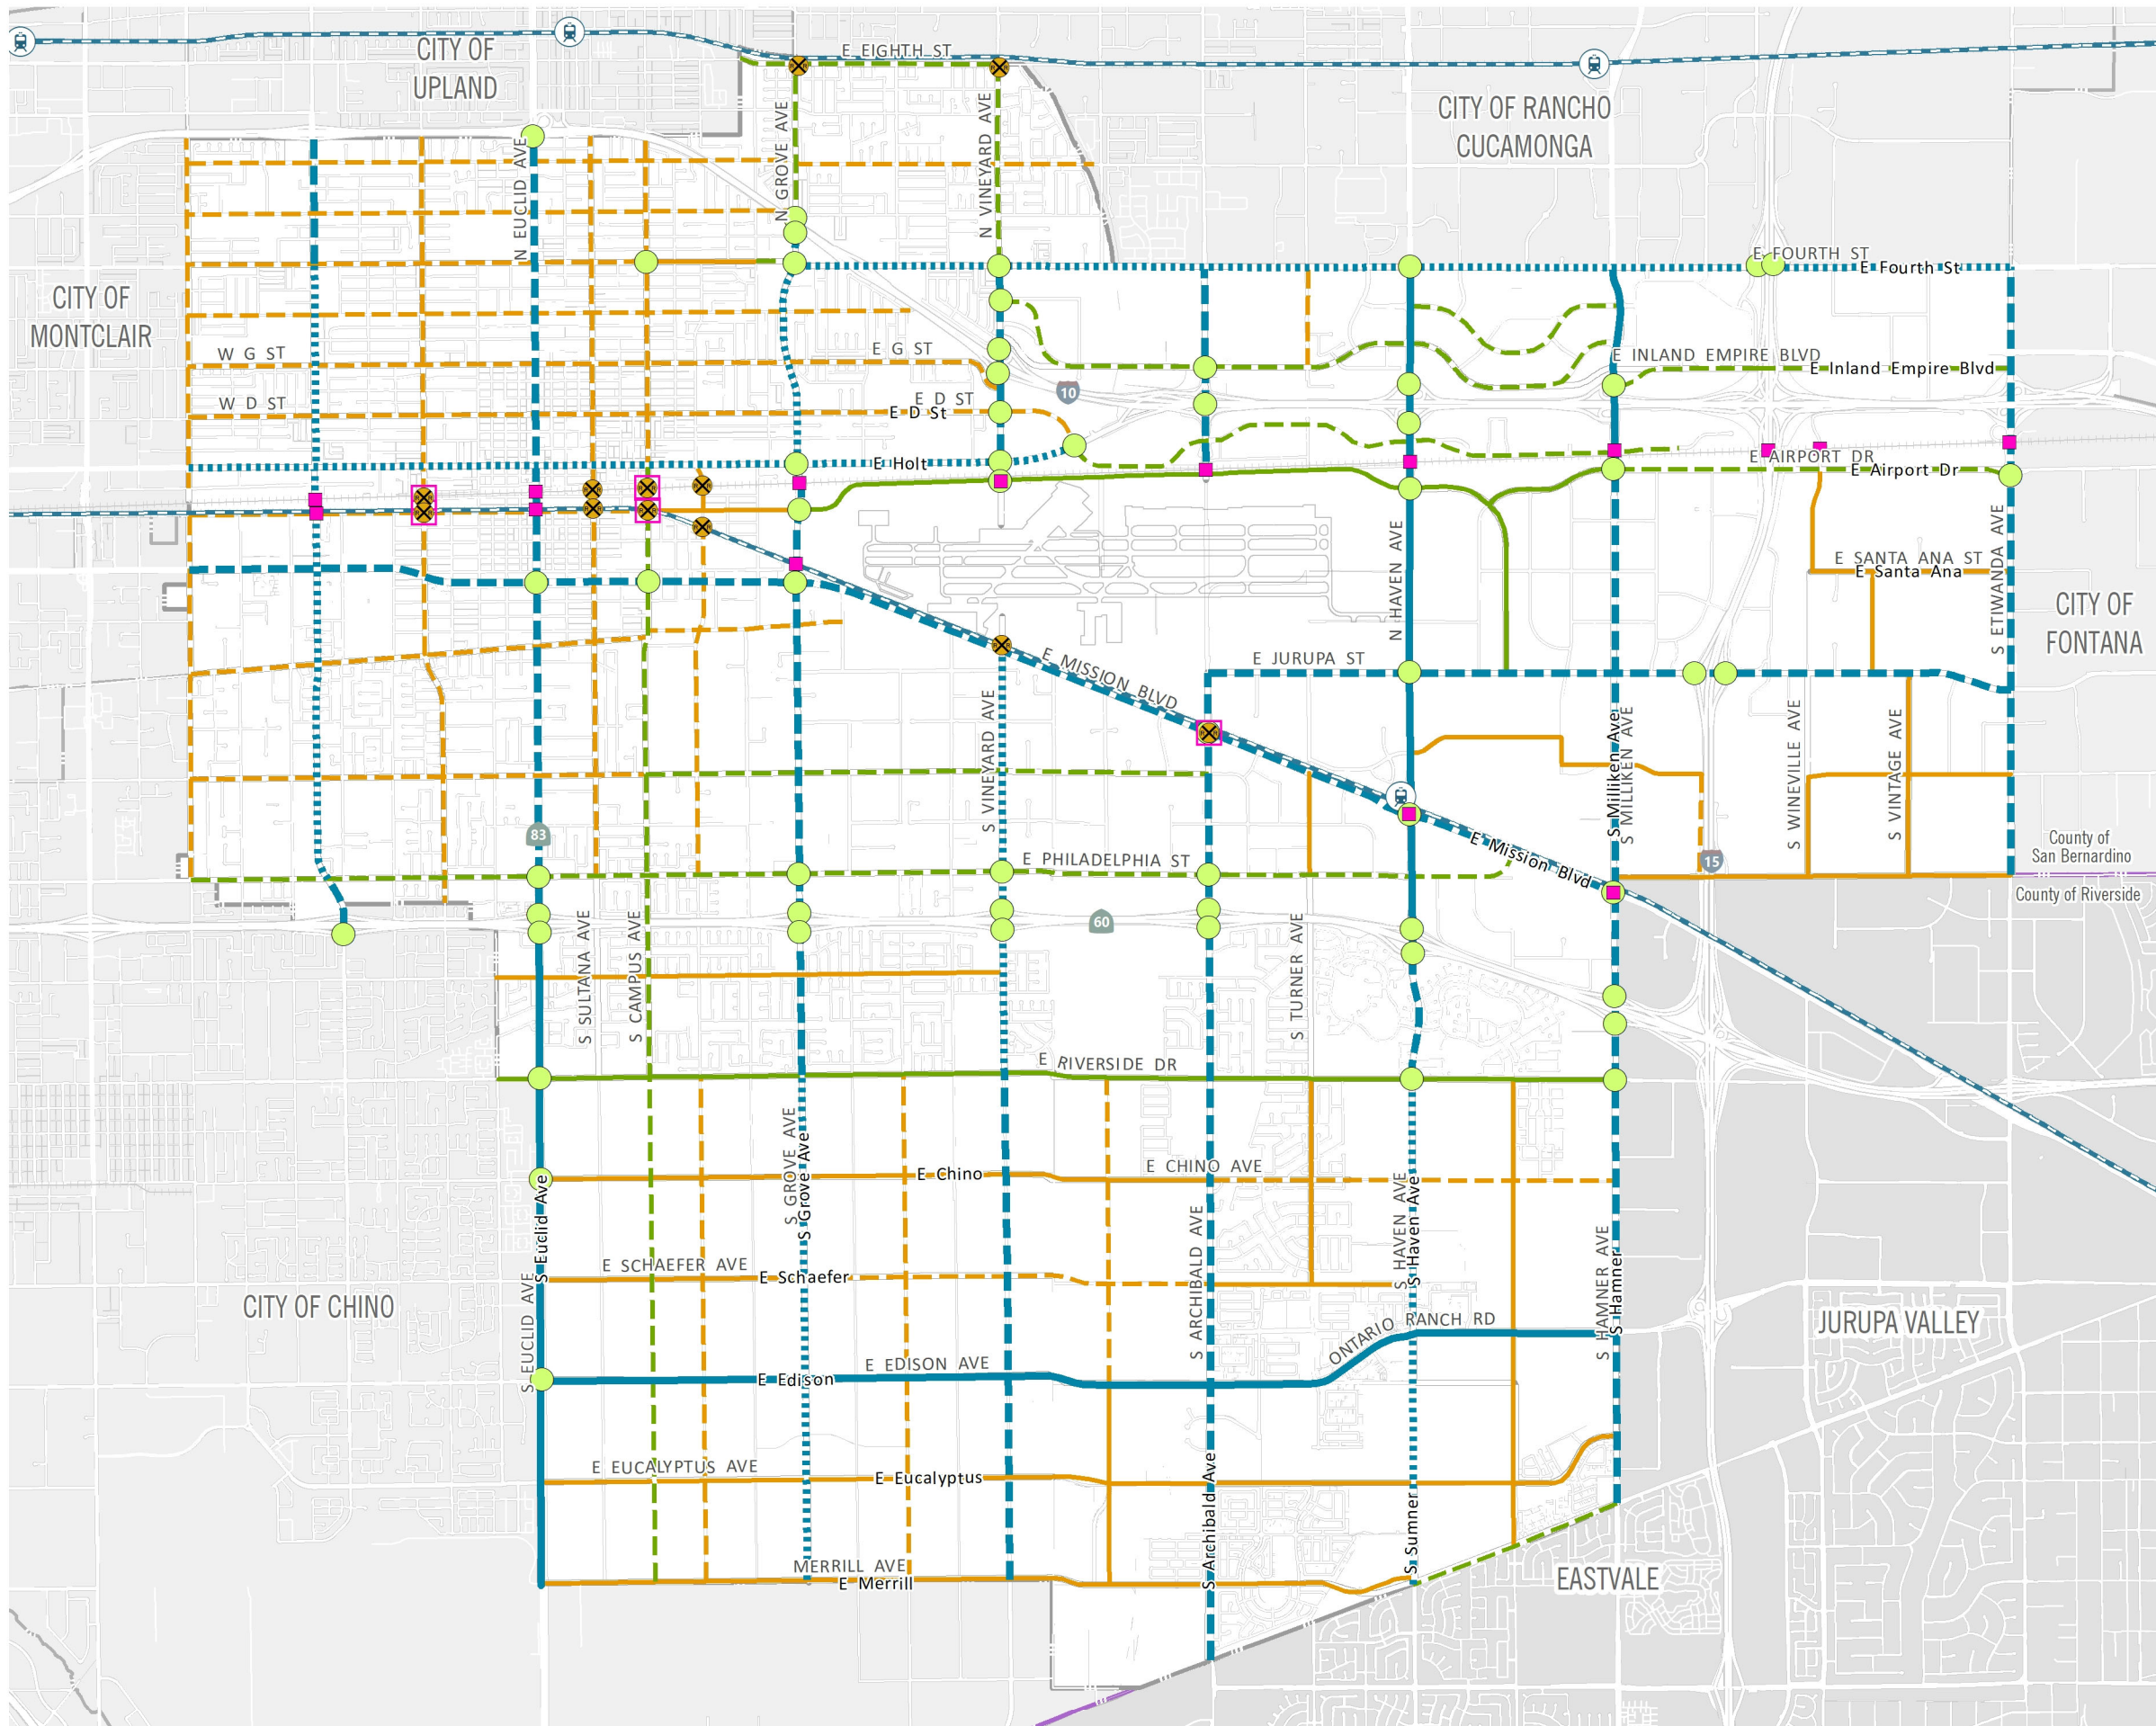 CITY OF
UPLAND
E EIGHTH ST
CITY OF RANCHO
CUCAMONGA
N EUCLID AVE
N GROVE AVE
N VINEYARD AVE
E FOURTH ST
E Fourth St
CITY OF
MONTCLAIR
W G ST
E G ST
E INLAND EMPIRE BLVD
E Inland Empire Blvd
10
W D ST
E D ST
E D St
E Holt
E AIRPORT DR
E Airport Dr
N HAVEN AVE
E SANTA ANA ST
E Santa Ana
S ETIWANDA AVE
CITY OF
FONTANA
E MISSION BLVD
E JURUPA ST
S VINEYARD AVE
S Milliken Ave
S MILLIKEN AVE
S WINEVILLE AVE
S VINTAGE AVE
83
E Mission Blvd
15
County of
San Bernardino
County of Riverside
E PHILADELPHIA ST
60
S SULTANA AVE
S CAMPUS AVE
S TURNER AVE
E RIVERSIDE DR
S GROVE AVE
S Grove Ave
E Chino
E CHINO AVE
S Euclid Ave
S HAVEN AVE
S Haven Ave
S ARCHIBALD AVE
S HAMNER AVE
S Hamner
E SCHAEFER AVE
E Schaefer
CITY OF CHINO
S EUCLID AVE
ONTARIO RANCH RD
JURUPA VALLEY
E EDISON AVE
E Edison
E EUCALYPTUS AVE
E Eucalyptus
S Archibald Ave
S Sumner
MERRILL AVE
E Merrill
EASTVALE